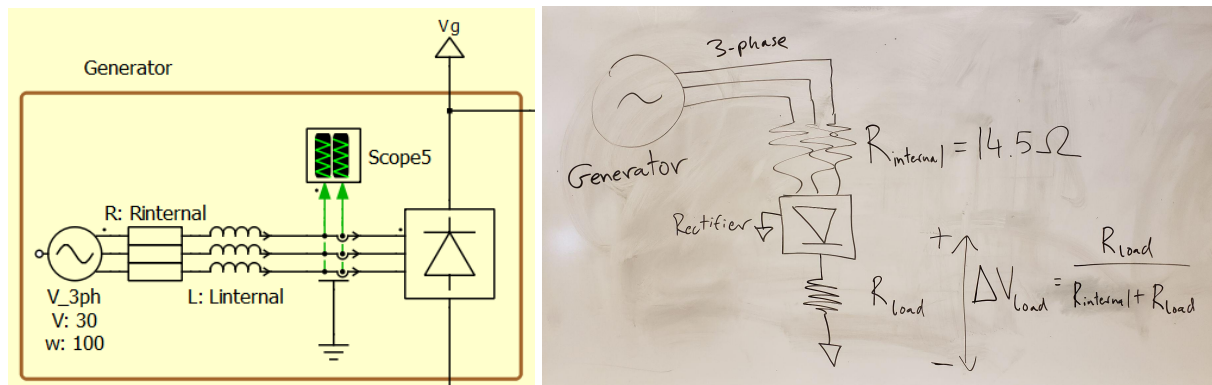 Vg
Generator
Scope5
R: Rinternal
L: Linternal
V_3ph
V: 30
w: 100
3-phase
Generator
Rinternal = 14.5Ω
Rectifier
Rload
+
ΔVload = Rload
Rinternal + Rload
-